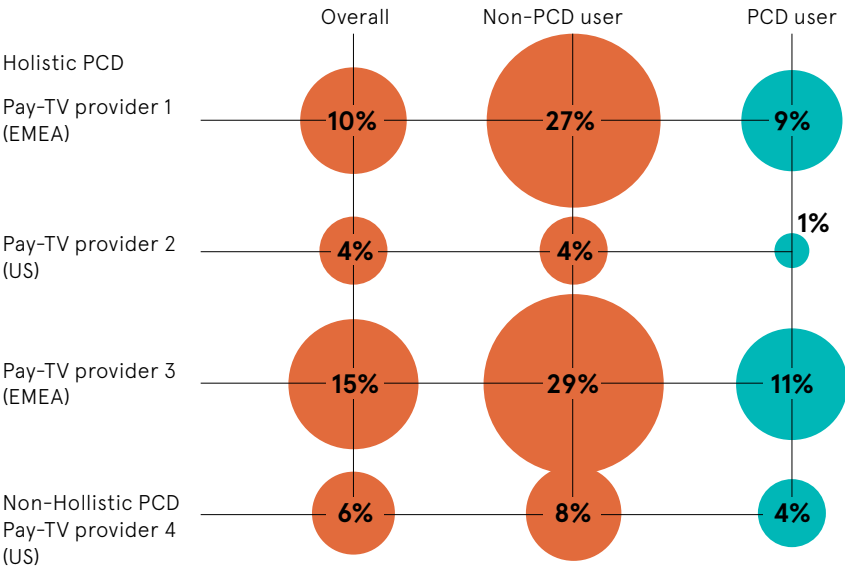 Overall Non-PCD user PCD user
Holistic PCD
Pay-TV provider 1
(EMEA)
10% 27% 9%
1%
Pay-TV provider 2
(US)
4% 4%
Pay-TV provider 3
(EMEA)
15% 29% 11%
Non-Hollistic PCD
Pay-TV provider 4
(US)
6% 8% 4%